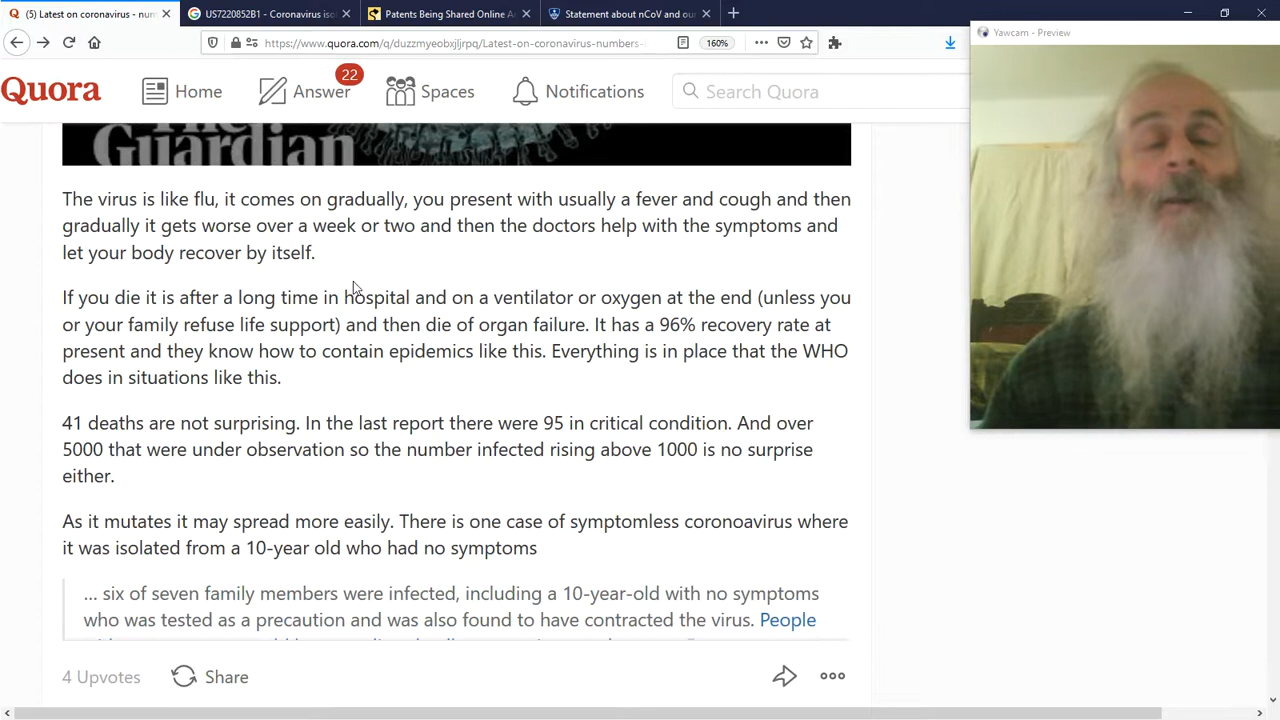 (5) Latest on coronavirus - num
US7220852B1 - Coronavirus iso
Patents Being Shared Online A
Statement about nCoV and our
https://www.quora.com/q/duzzmyeobxjljrpq/Latest-on-coronavirus-numbers-
160%
Yawcam - Preview
Quora
Home
Answer
22
Spaces
Notifications
Search Quora
The
Guardian
The virus is like flu, it comes on gradually, you present with usually a fever and cough and then
gradually it gets worse over a week or two and then the doctors help with the symptoms and
let your body recover by itself.
If you die it is after a long time in hospital and on a ventilator or oxygen at the end (unless you
or your family refuse life support) and then die of organ failure. It has a 96% recovery rate at
present and they know how to contain epidemics like this. Everything is in place that the WHO
does in situations like this.
41 deaths are not surprising. In the last report there were 95 in critical condition. And over
5000 that were under observation so the number infected rising above 1000 is no surprise
either.
As it mutates it may spread more easily. There is one case of symptomless coronoavirus where
it was isolated from a 10-year old who had no symptoms
... six of seven family members were infected, including a 10-year-old with no symptoms
who was tested as a precaution and was also found to have contracted the virus. People
4 Upvotes
Share